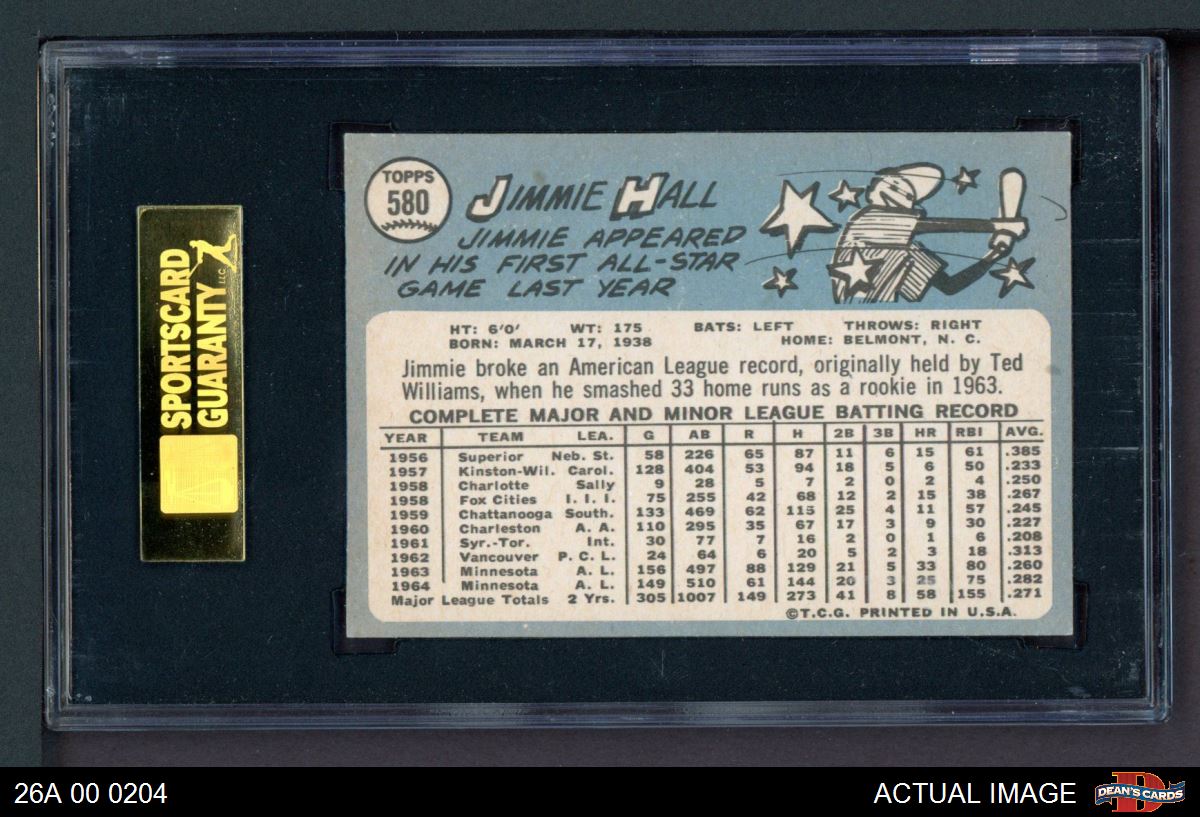 TOPPS
580
JIMMIE HALL
JIMMIE APPEARED
IN HIS FIRST ALL-STAR
GAME LAST YEAR
HT: 6'0' WT: 175 BATS: LEFT THROWS: RIGHT
BORN: MARCH 17, 1938 HOME: BELMONT, N. C.
Jimmie broke an American League record, originally held by Ted
Williams, when he smashed 33 home runs as a rookie in 1963.
COMPLETE MAJOR AND MINOR LEAGUE BATTING RECORD
YEAR TEAM LEA. G AB R H 2B 3B HR RBI AVG.
1956 Superior Neb. St. 58 226 65 87 11 6 15 61 .385
1957 Kinston-Wil. Carol. 128 404 53 94 18 5 6 50 .233
1958 Charlotte Sally 9 28 5 7 2 0 2 4 .250
1958 Fox Cities I. I. I. 75 255 42 68 12 2 15 38 .267
1959 Chattanooga South. 133 469 62 115 25 4 11 57 .245
1960 Charleston A. A. 110 295 35 67 17 3 9 30 .227
1961 Syr.-Tor. Int. 30 77 7 16 2 0 1 6 .208
1962 Vancouver P. C. L. 24 64 6 20 5 2 3 18 .313
1963 Minnesota A. L. 156 497 88 129 21 5 33 80 .260
1964 Minnesota A. L. 149 510 61 144 20 3 25 75 .282
Major League Totals 2 Yrs. 305 1007 149 273 41 8 58 155 .271
©T.C.G. PRINTED IN U.S.A.
SPORTSCARD
GUARANTY LLC
26A 00 0204
ACTUAL IMAGE
DEAN'S CARDS